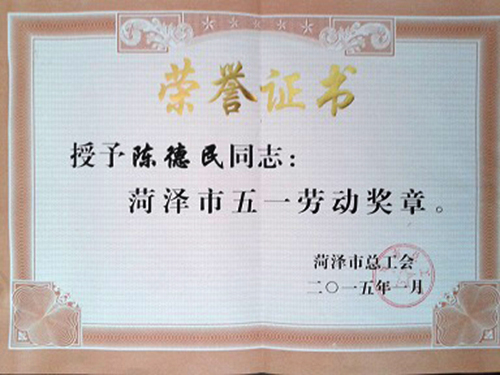 荣誉证书
授予陈德民同志：
菏泽市五一劳动奖章。
菏泽市总工会
二〇一五年一月